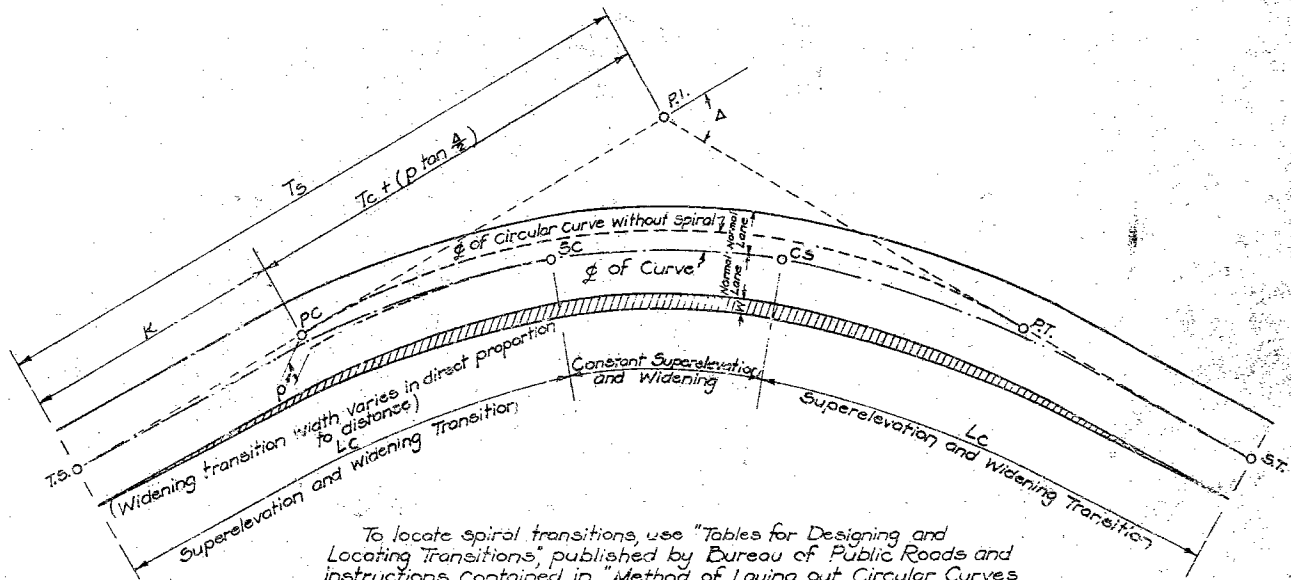 P.I.
Δ
Ts
Tc + (p tan Δ/2)
K
℄ of Circular Curve without spiral
PC
SC
℄ of Curve
CS
P.T.
Normal Lane
Normal Lane
W
p
T.S.
S.T.
(Widening transition width varies in direct proportion
to distance)
Lc
Superelevation and Widening Transition
Constant Superelevation
and Widening
Lc
Superelevation and Widening Transition
To locate spiral transitions, use "Tables for Designing and
Locating Transitions", published by Bureau of Public Roads and
instructions contained in "Method of Laying out Circular Curves